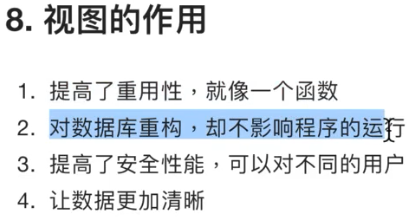 8. 视图的作用
1. 提高了重用性，就像一个函数
2. 对数据库重构，却不影响程序的运行
3. 提高了安全性能，可以对不同的用户
4. 让数据更加清晰